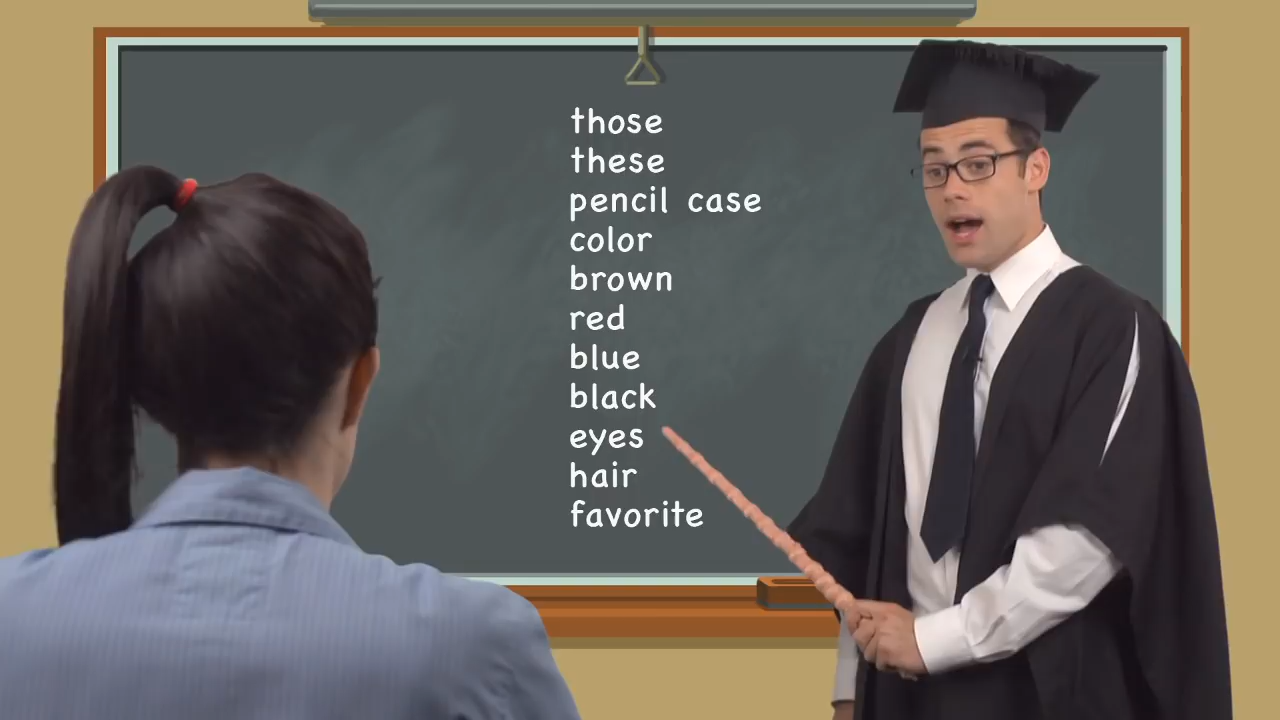 those
these
pencil case
color
brown
red
blue
black
eyes
hair
favorite